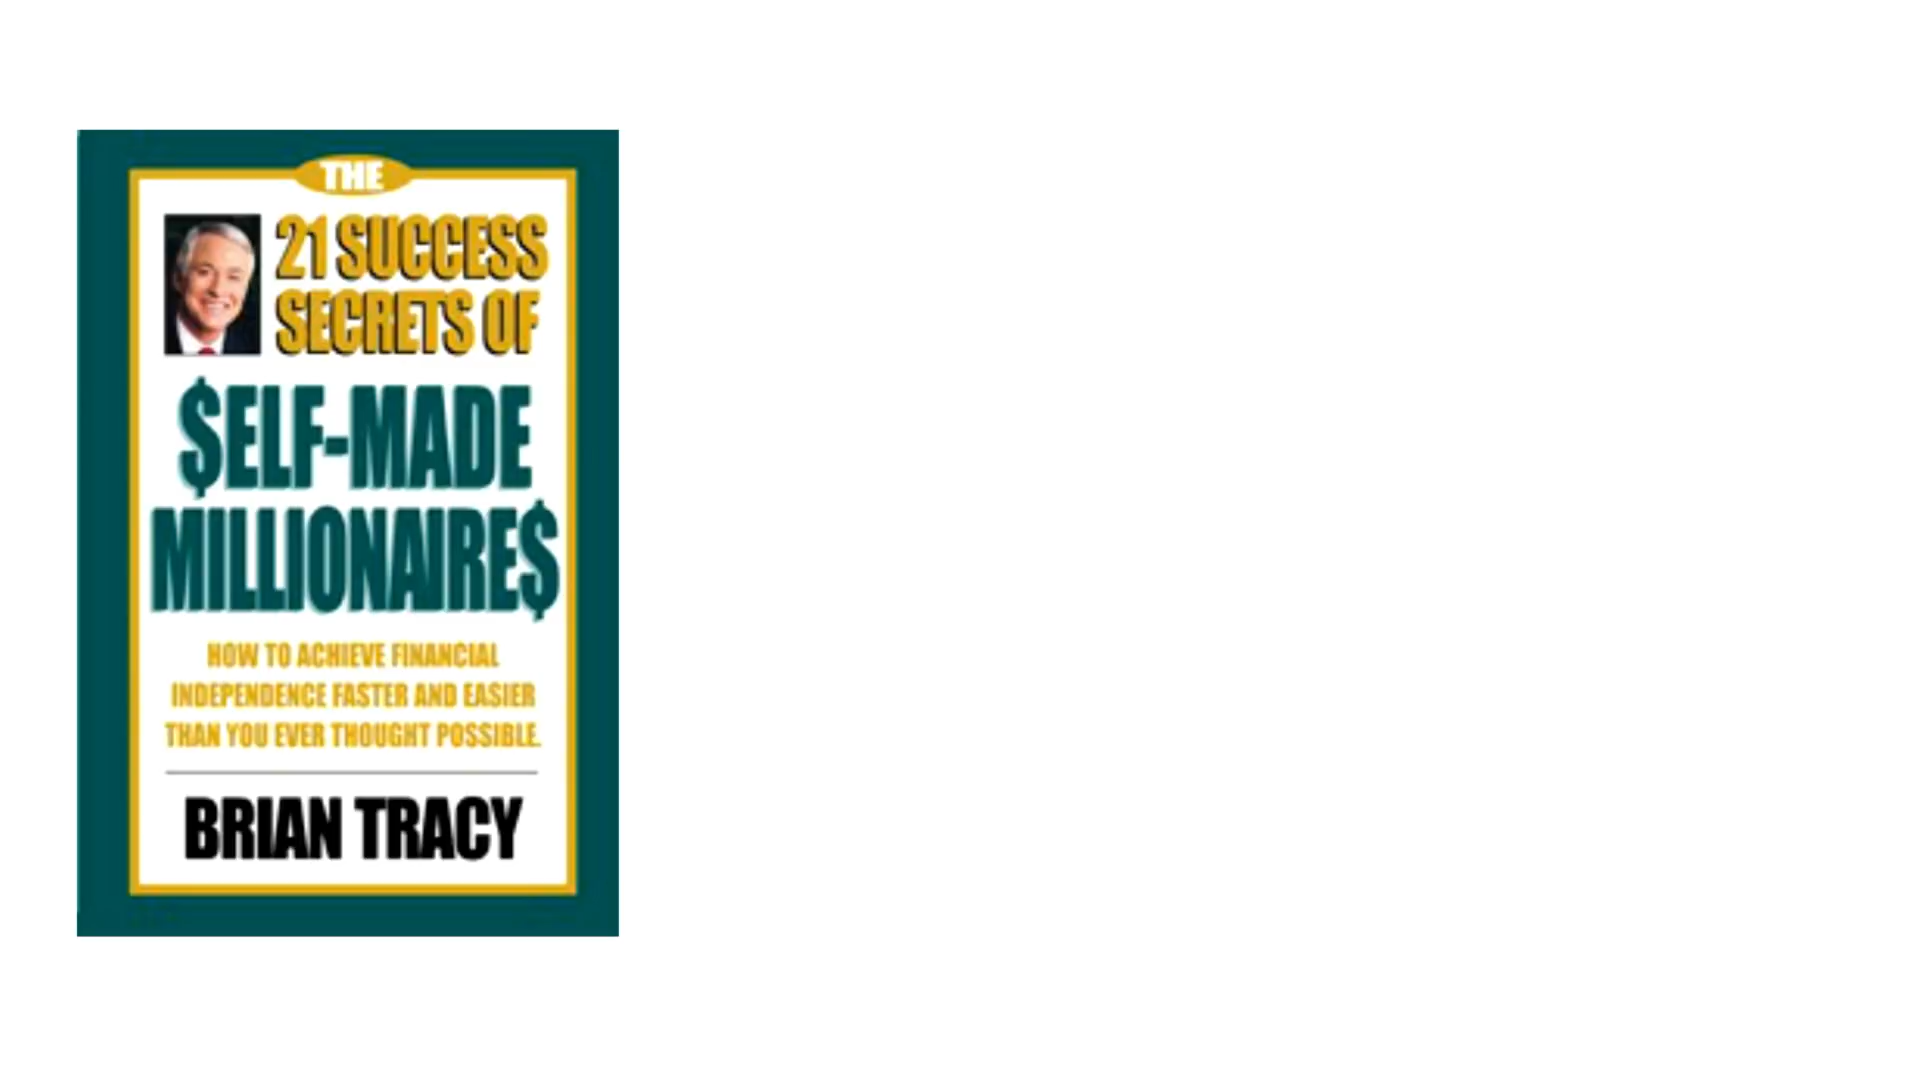 THE
21 SUCCESS
SECRETS OF
$ELF-MADE
MILLIONAIRE$
HOW TO ACHIEVE FINANCIAL
INDEPENDENCE FASTER AND EASIER
THAN YOU EVER THOUGHT POSSIBLE.
BRIAN TRACY